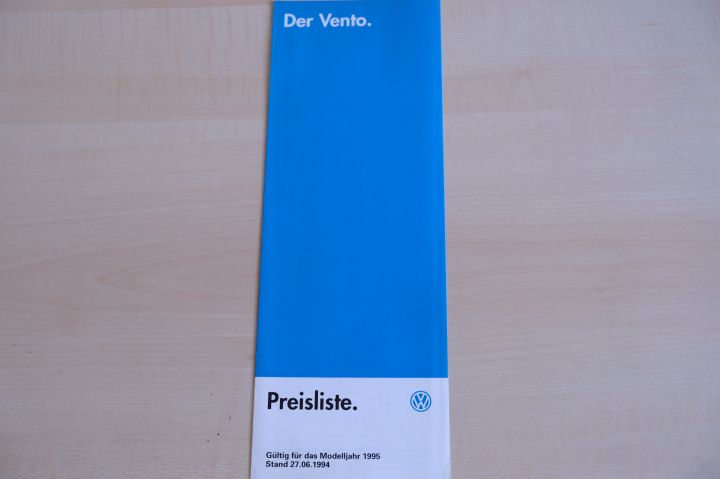 Der Vento.
Preisliste.
Gültig für das Modelljahr 1995
Stand 27.06.1994